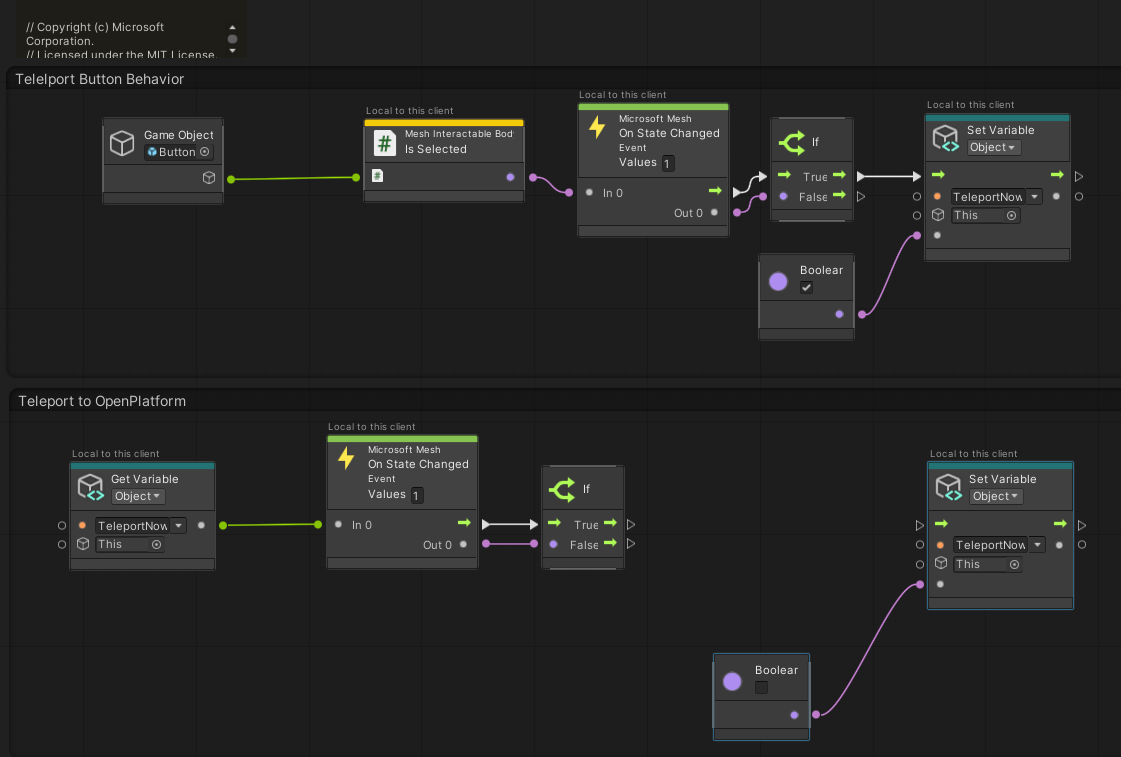 // Copyright (c) Microsoft
Corporation.
// Licensed under the MIT License.
Telelport Button Behavior
Game Object
Button
Local to this client
Mesh Interactable Bod
Is Selected
Local to this client
Microsoft Mesh
On State Changed
Event
Values 1
In 0
Out 0
If
True
False
Local to this client
Set Variable
Object
TeleportNow
This
Boolear
Teleport to OpenPlatform
Local to this client
Get Variable
Object
TeleportNow
This
Local to this client
Microsoft Mesh
On State Changed
Event
Values 1
In 0
Out 0
If
True
False
Local to this client
Set Variable
Object
TeleportNow
This
Boolear